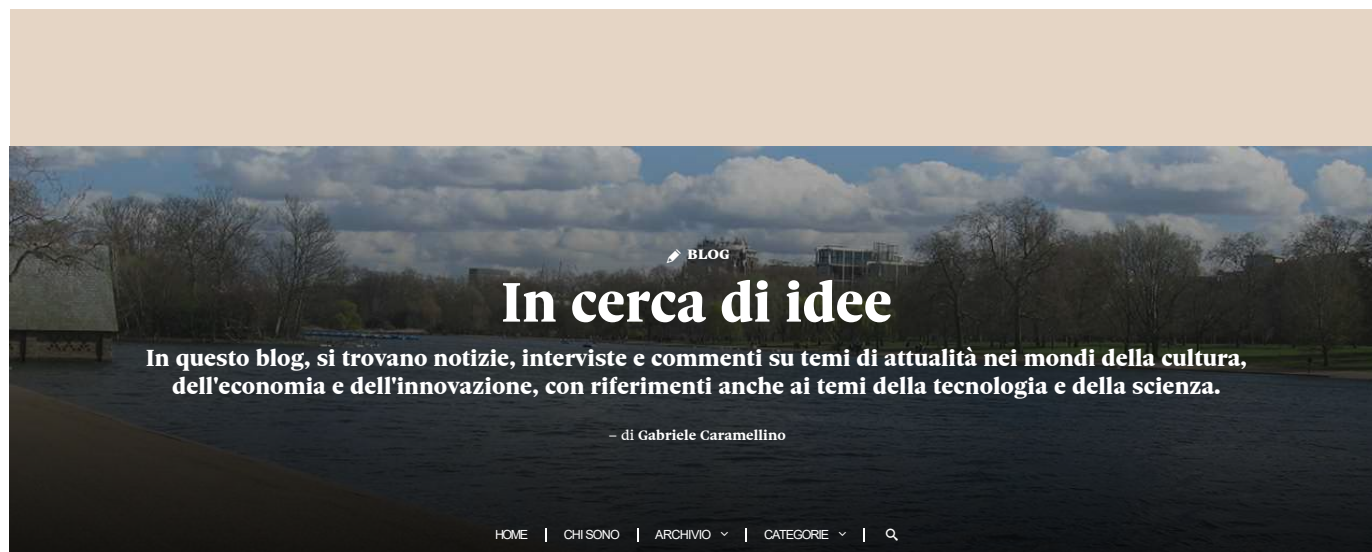 BLOG
In cerca di idee
In questo blog, si trovano notizie, interviste e commenti su temi di attualità nei mondi della cultura,
dell'economia e dell'innovazione, con riferimenti anche ai temi della tecnologia e della scienza.
– di Gabriele Caramellino
HOME | CHI SONO | ARCHIVIO | CATEGORIE |